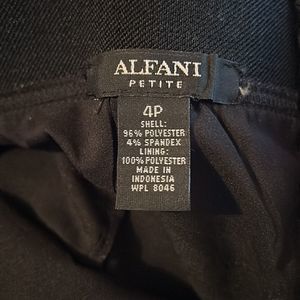 ALFANI
PETITE
4P
SHELL:
96% POLYESTER
4% SPANDEX
LINING:
100% POLYESTER
MADE IN
INDONESIA
WPL 8046